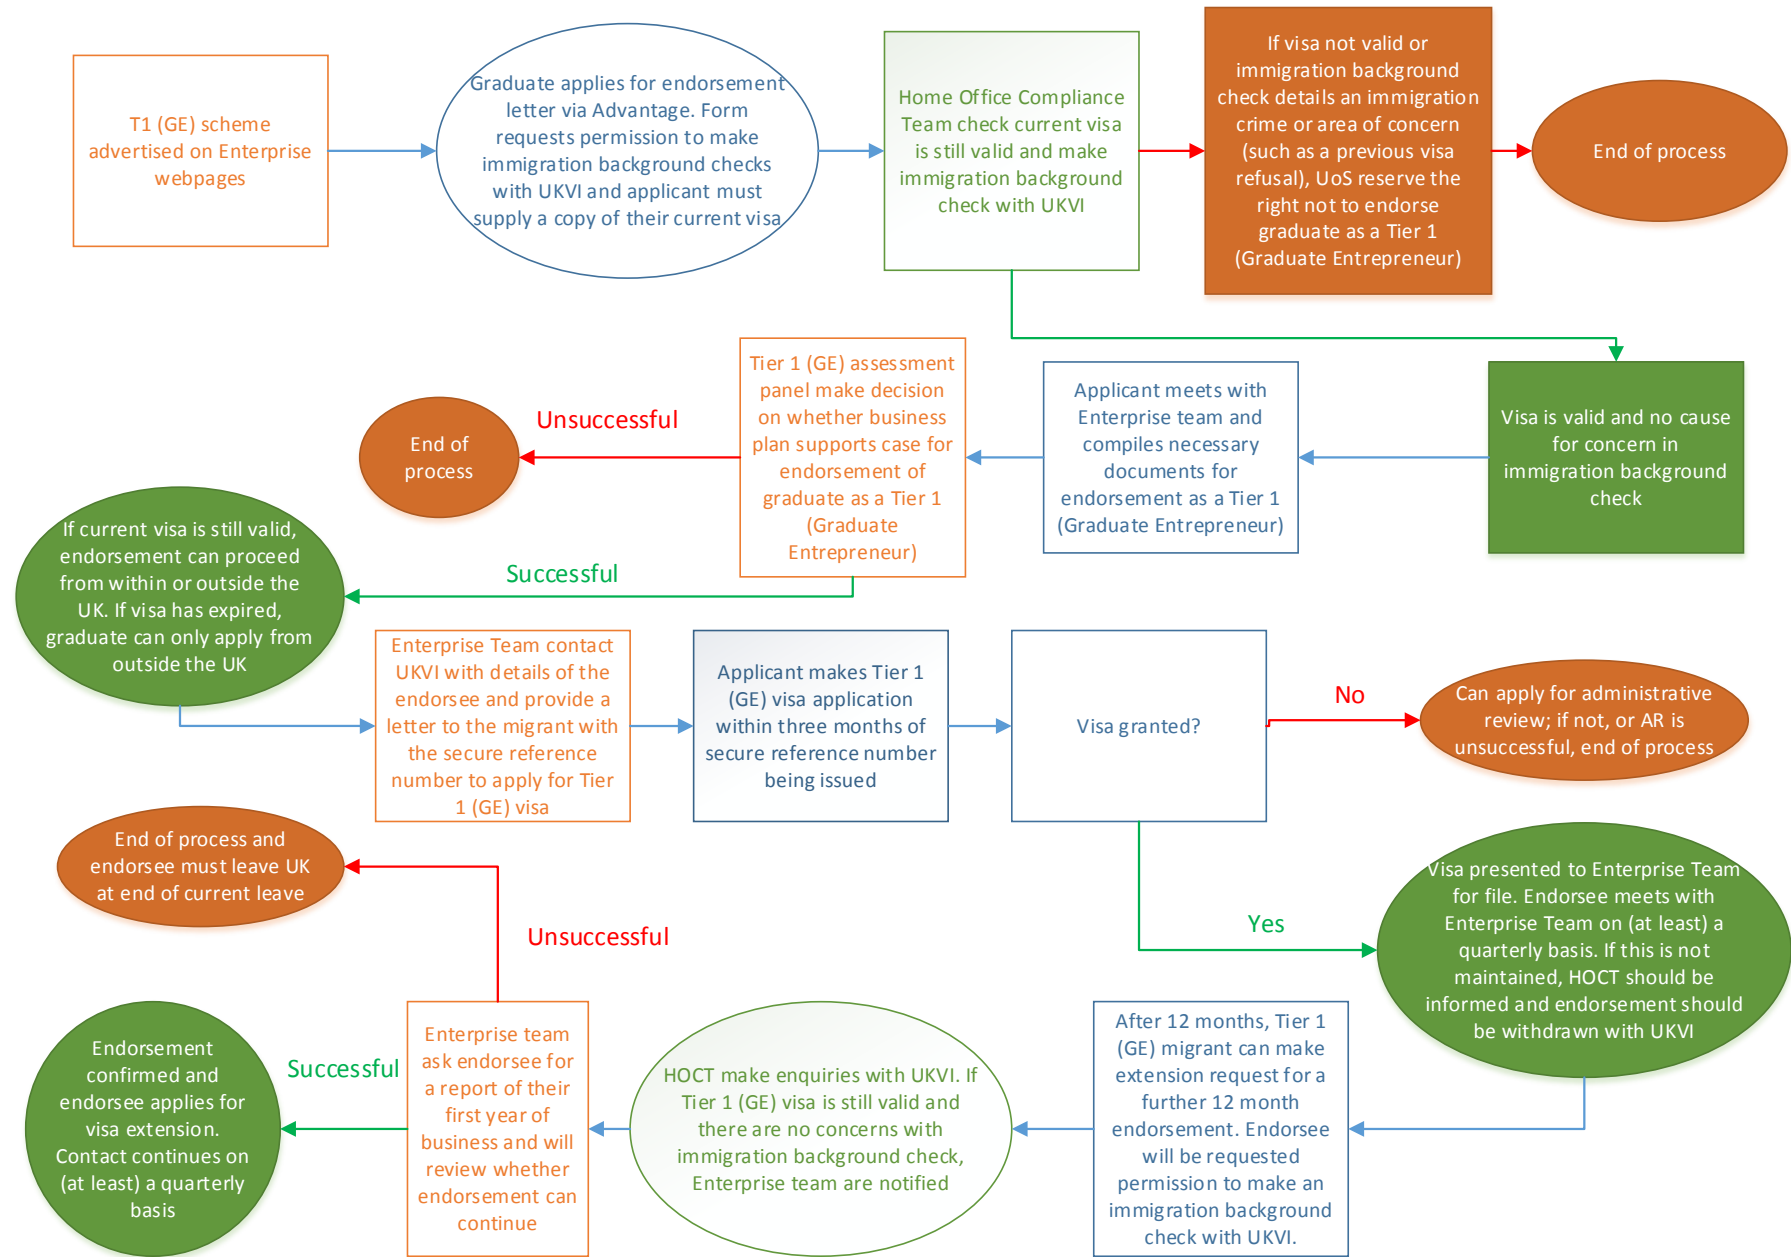 T1 (GE) scheme
advertised on Enterprise
webpages
Graduate applies for endorsement
letter via Advantage. Form
requests permission to make
immigration background checks
with UKVI and applicant must
supply a copy of their current visa
Home Office Compliance
Team check current visa
is still valid and make
immigration background
check with UKVI
If visa not valid or
immigration background
check details an immigration
crime or area of concern
(such as a previous visa
refusal), UoS reserve the
right not to endorse
graduate as a Tier 1
(Graduate Entrepreneur)
End of process
Visa is valid and no cause
for concern in
immigration background
check
Applicant meets with
Enterprise team and
compiles necessary
documents for
endorsement as a Tier 1
(Graduate Entrepreneur)
Tier 1 (GE) assessment
panel make decision
on whether business
plan supports case for
endorsement of
graduate as a Tier 1
(Graduate
Entrepreneur)
Unsuccessful
End of
process
Successful
If current visa is still valid,
endorsement can proceed
from within or outside the
UK. If visa has expired,
graduate can only apply from
outside the UK
Enterprise Team contact
UKVI with details of the
endorsee and provide a
letter to the migrant with
the secure reference
number to apply for Tier
1 (GE) visa
Applicant makes Tier 1
(GE) visa application
within three months of
secure reference number
being issued
Visa granted?
No
Can apply for administrative
review; if not, or AR is
unsuccessful, end of process
Yes
Visa presented to Enterprise Team
for file. Endorsee meets with
Enterprise Team on (at least) a
quarterly basis. If this is not
maintained, HOCT should be
informed and endorsement should
be withdrawn with UKVI
After 12 months, Tier 1
(GE) migrant can make
extension request for a
further 12 month
endorsement. Endorsee
will be requested
permission to make an
immigration background
check with UKVI.
HOCT make enquiries with UKVI. If
Tier 1 (GE) visa is still valid and
there are no concerns with
immigration background check,
Enterprise team are notified
Enterprise team
ask endorsee for
a report of their
first year of
business and will
review whether
endorsement can
continue
Unsuccessful
End of process and
endorsee must leave UK
at end of current leave
Successful
Endorsement
confirmed and
endorsee applies for
visa extension.
Contact continues on
(at least) a quarterly
basis